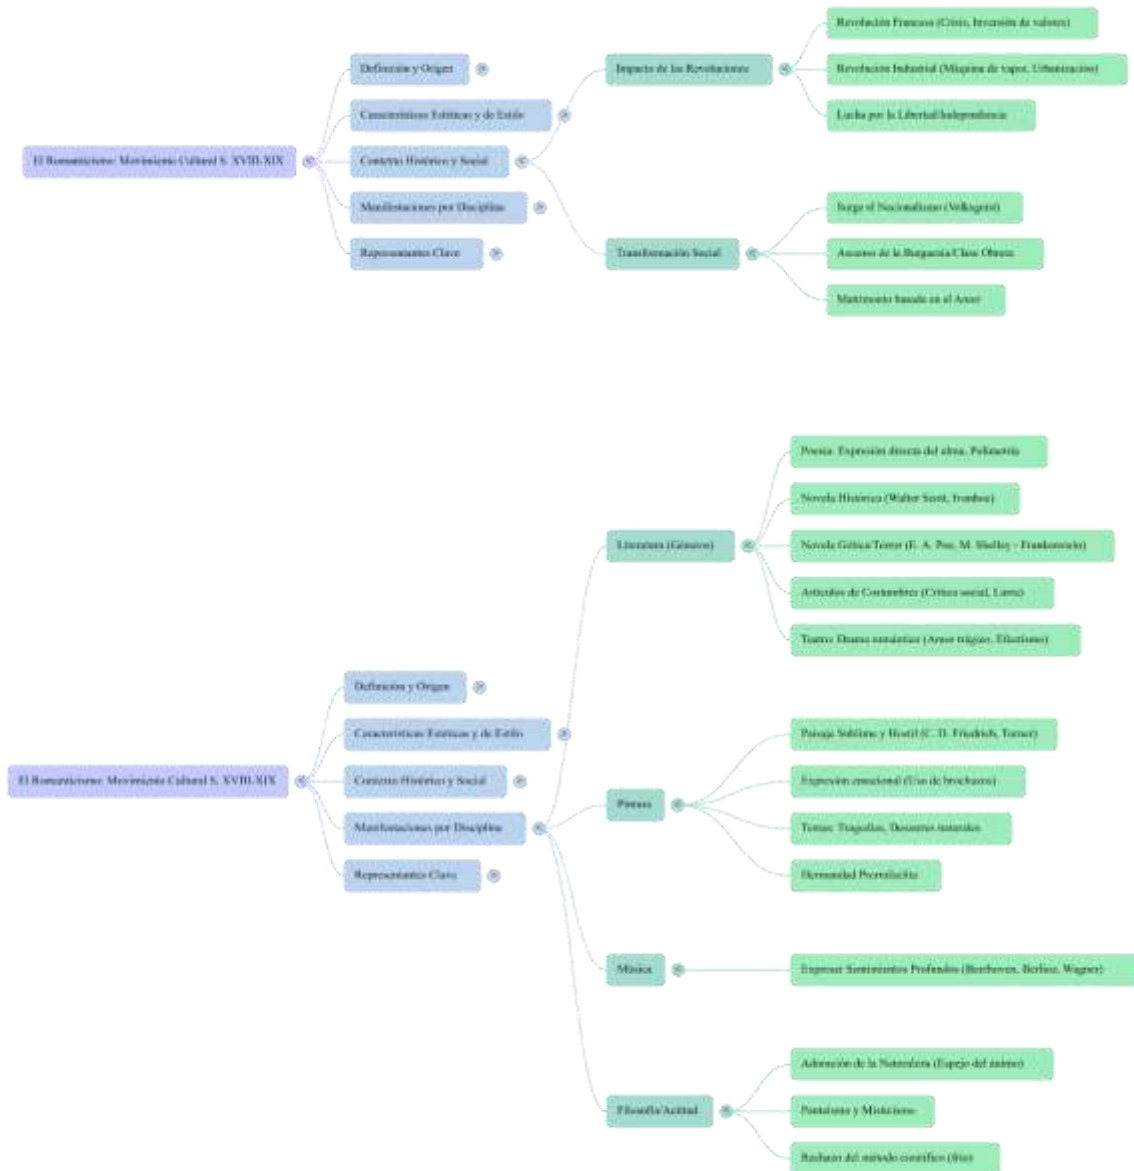 Revolución Francesa (Crisis, Inversión de valores)
Definición y Origen
Impacto de las Revoluciones
Revolución Industrial (Máquina de vapor, Urbanización)
Características Estéticas y de Estilo
Lucha por la Libertad/Independencia
El Romanticismo: Movimiento Cultural S. XVIII-XIX
Contexto Histórico y Social
Manifestaciones por Disciplina
Surge el Nacionalismo (Volksgeist)
Representantes Clave
Transformación Social
Ascenso de la Burguesía/Clase Obrera
Matrimonio basado en el Amor
Poesía: Expresión directa del alma, Polimetría
Novela Histórica (Walter Scott, Ivanhoe)
Literatura (Géneros)
Novela Gótica/Terror (E. A. Poe, M. Shelley - Frankenstein)
Artículos de Costumbres (Crítica social, Larra)
Teatro: Drama romántico (Amor trágico, Efectismo)
Definición y Origen
Características Estéticas y de Estilo
Paisaje Sublime y Hostil (C. D. Friedrich, Turner)
El Romanticismo: Movimiento Cultural S. XVIII-XIX
Contexto Histórico y Social
Expresión emocional (Uso de brochazos)
Pintura
Manifestaciones por Disciplina
Temas: Tragedias, Desastres naturales
Representantes Clave
Hermandad Prerrafaelita
Música
Expresar Sentimientos Profundos (Beethoven, Berlioz, Wagner)
Adoración de la Naturaleza (Espejo del ánimo)
Filosofía/Actitud
Panteísmo y Misticismo
Rechazo del método científico (frío)